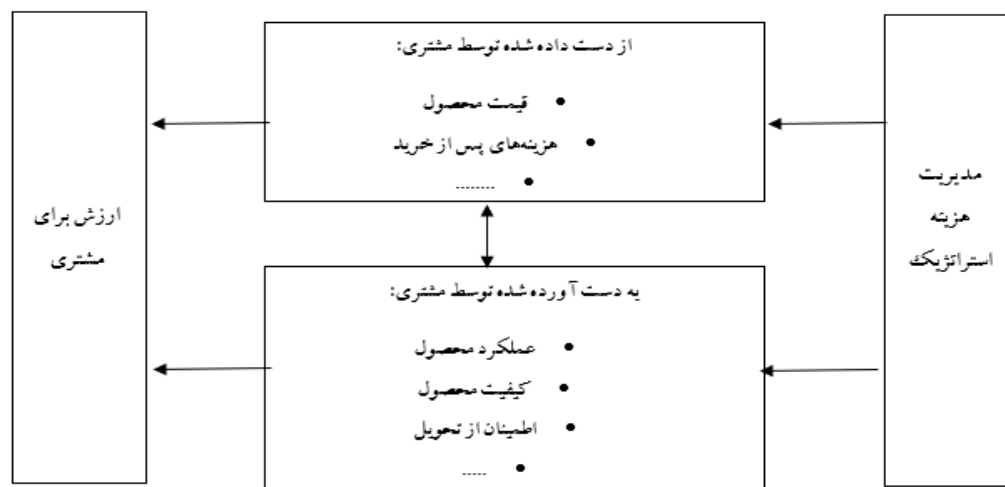 مدیریت
هزینه
استراتژیک
از دست داده شده توسط مشتری:
• قیمت محصول
• هزینه‌های پس از خرید
• ........
به دست آورده شده توسط مشتری:
• عملکرد محصول
• کیفیت محصول
• اطمینان از تحویل
• .....
ارزش برای
مشتری